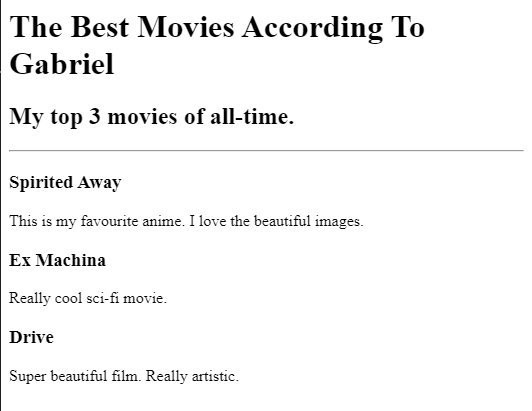 The Best Movies According To
Gabriel
My top 3 movies of all-time.
Spirited Away
This is my favourite anime. I love the beautiful images.
Ex Machina
Really cool sci-fi movie.
Drive
Super beautiful film. Really artistic.